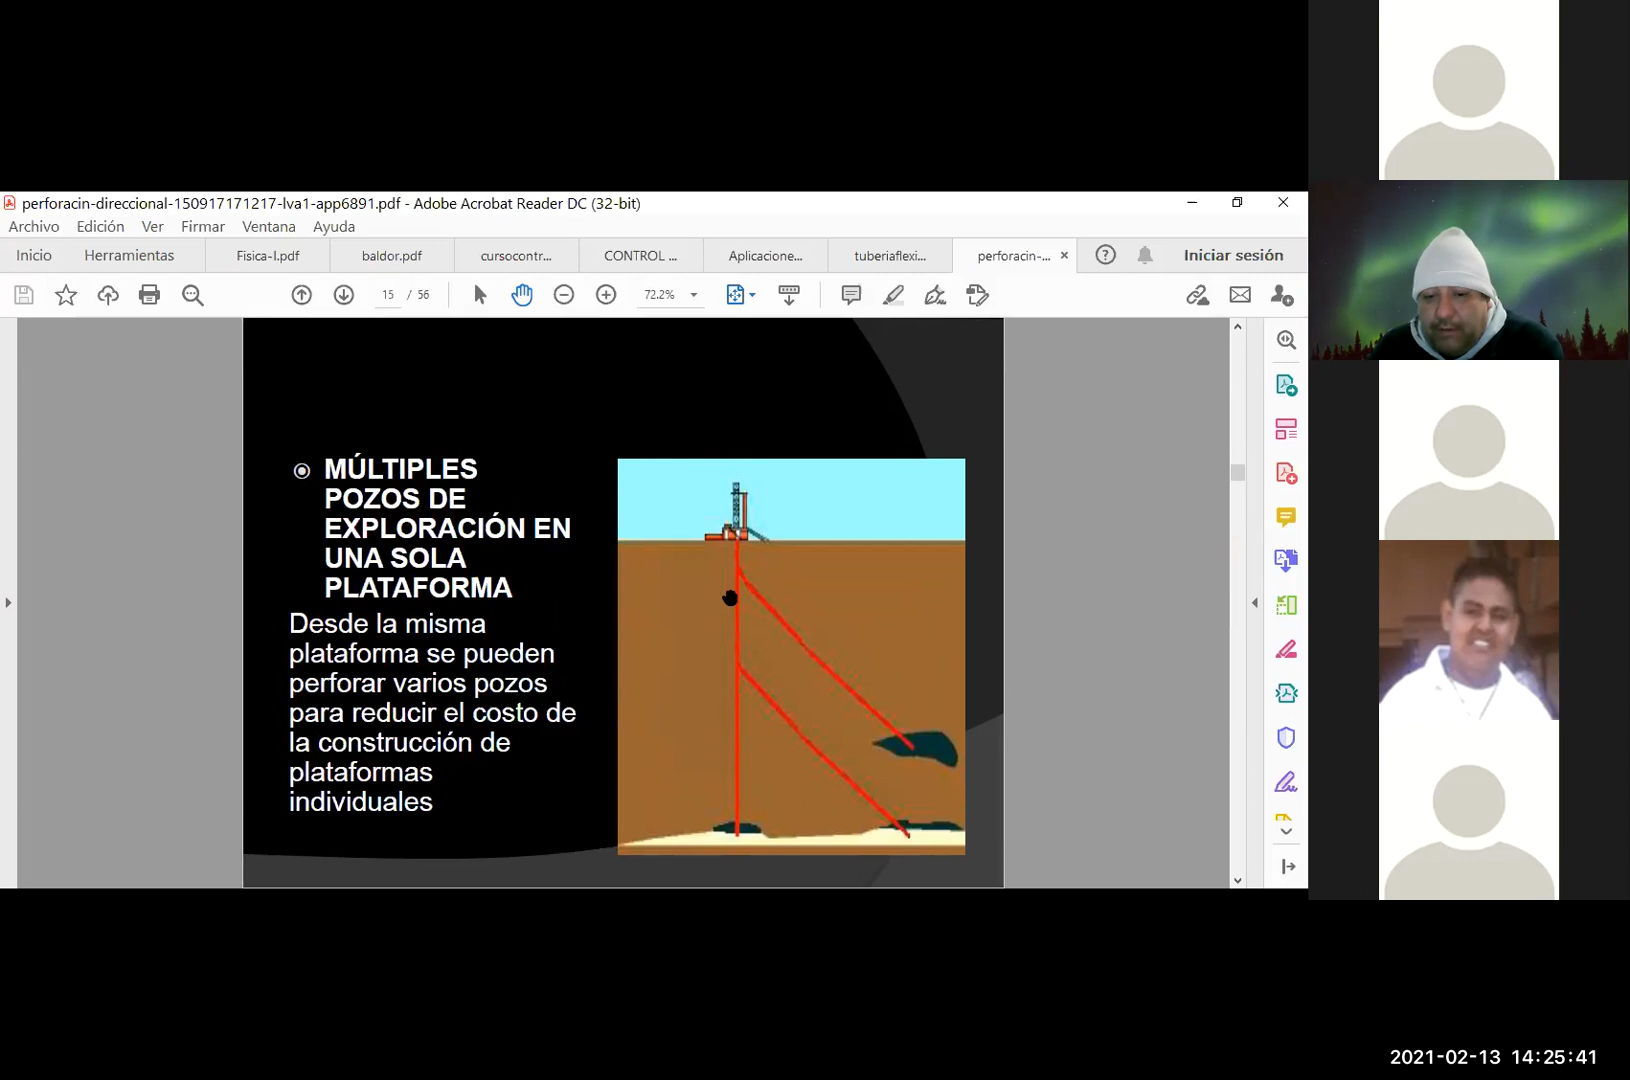 perforacin-direccional-150917171217-lva1-app6891.pdf - Adobe Acrobat Reader DC (32-bit)
Archivo Edición Ver Firmar Ventana Ayuda
Inicio Herramientas Fisica-I.pdf baldor.pdf cursocontr... CONTROL ... Aplicacione... tuberiaflexi... perforacin-... Iniciar sesión
15 / 56 72.2%
MÚLTIPLES
POZOS DE
EXPLORACIÓN EN
UNA SOLA
PLATAFORMA
Desde la misma
plataforma se pueden
perforar varios pozos
para reducir el costo de
la construcción de
plataformas
individuales
2021-02-13 14:25:41